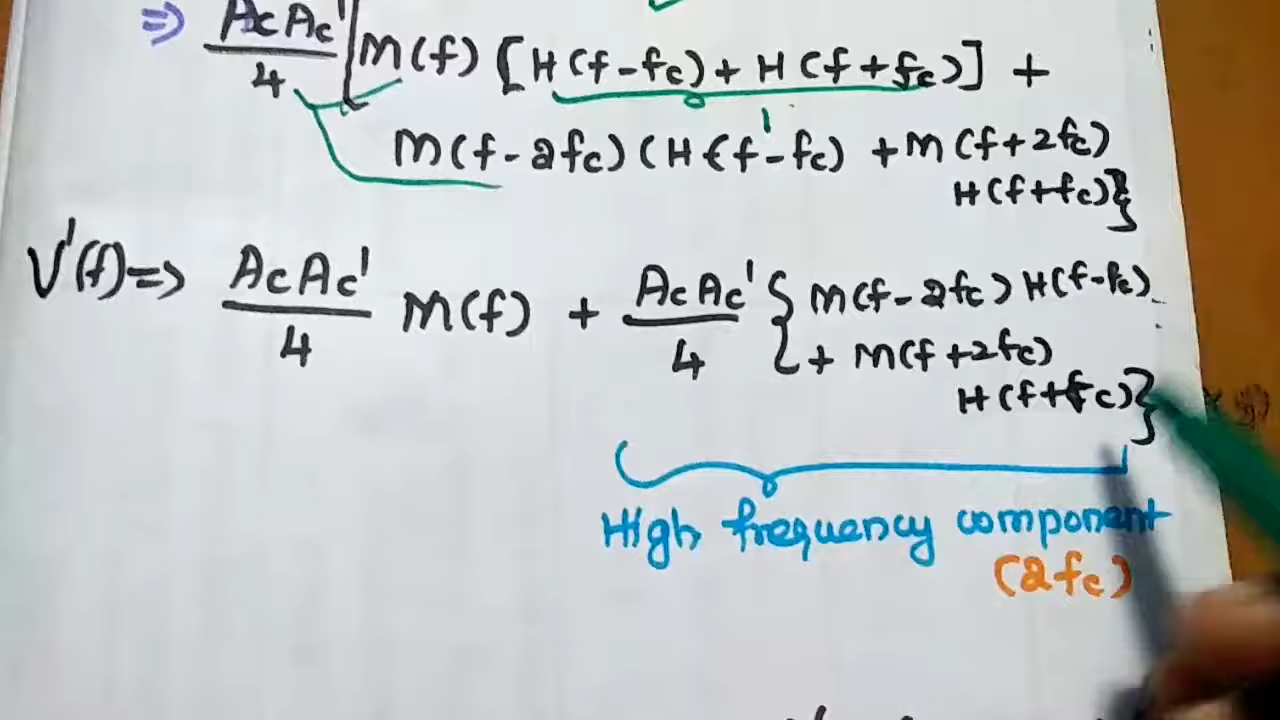 ⇒ AcAc'/4 {M(f) [H(f-fc) + H(f+fc)] +
1
M(f-2fc) (H(f-fc) + M(f+2fc)
H(f+fc)}
V'(f) => AcAc'/4 M(f) + AcAc'/4 { M(f-2fc) H(f-fc)
+ M(f+2fc)
H(f+fc)}
High frequency component
(2fc)